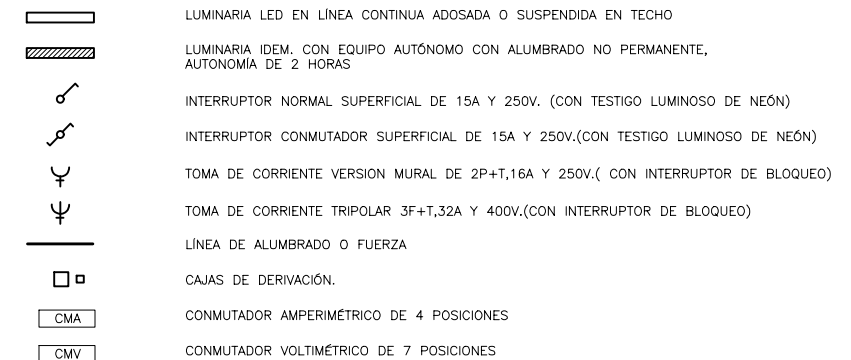 LUMINARIA LED EN LÍNEA CONTINUA ADOSADA O SUSPENDIDA EN TECHO
LUMINARIA IDEM. CON EQUIPO AUTÓNOMO CON ALUMBRADO NO PERMANENTE,
AUTONOMÍA DE 2 HORAS
INTERRUPTOR NORMAL SUPERFICIAL DE 15A Y 250V. (CON TESTIGO LUMINOSO DE NEÓN)
INTERRUPTOR CONMUTADOR SUPERFICIAL DE 15A Y 250V.(CON TESTIGO LUMINOSO DE NEÓN)
TOMA DE CORRIENTE VERSION MURAL DE 2P+T,16A Y 250V.( CON INTERRUPTOR DE BLOQUEO)
TOMA DE CORRIENTE TRIPOLAR 3F+T,32A Y 400V.(CON INTERRUPTOR DE BLOQUEO)
LÍNEA DE ALUMBRADO O FUERZA
CAJAS DE DERIVACIÓN.
CMA CONMUTADOR AMPERIMÉTRICO DE 4 POSICIONES
CMV CONMUTADOR VOLTIMÉTRICO DE 7 POSICIONES